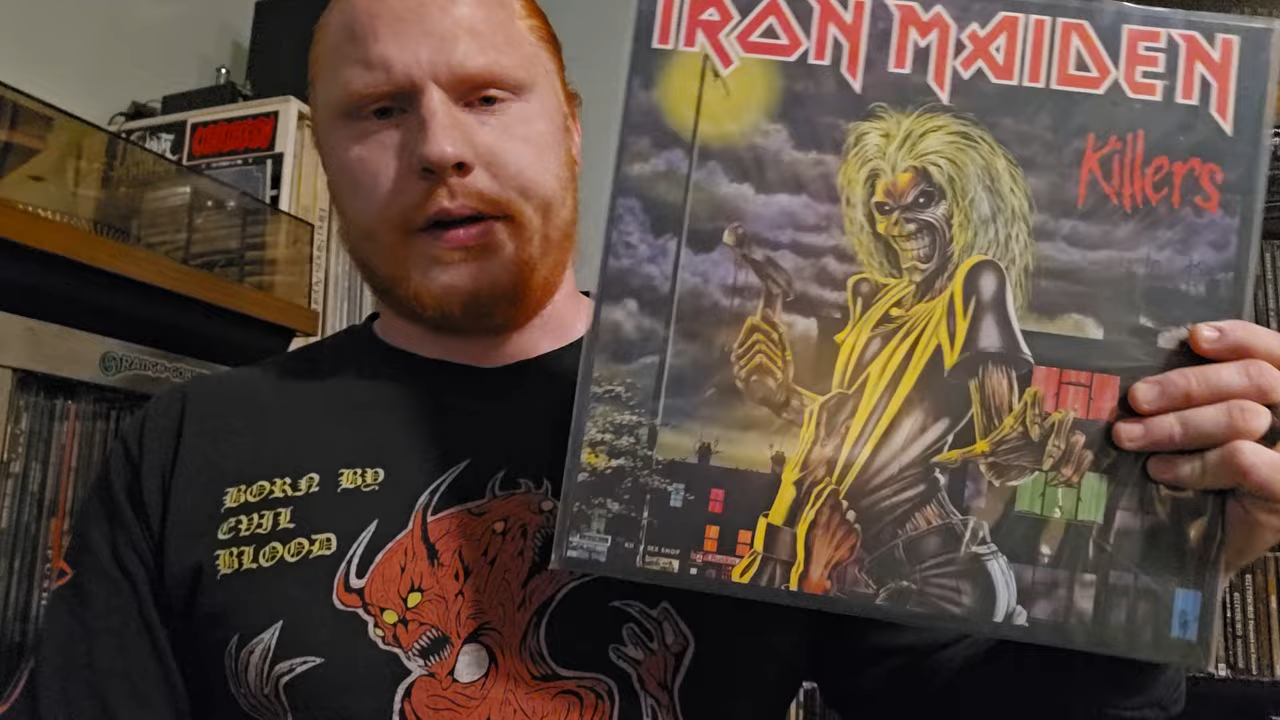 IRON MAIDEN
Killers
BORN BY
EVIL
BLOOD
SEX SHOP